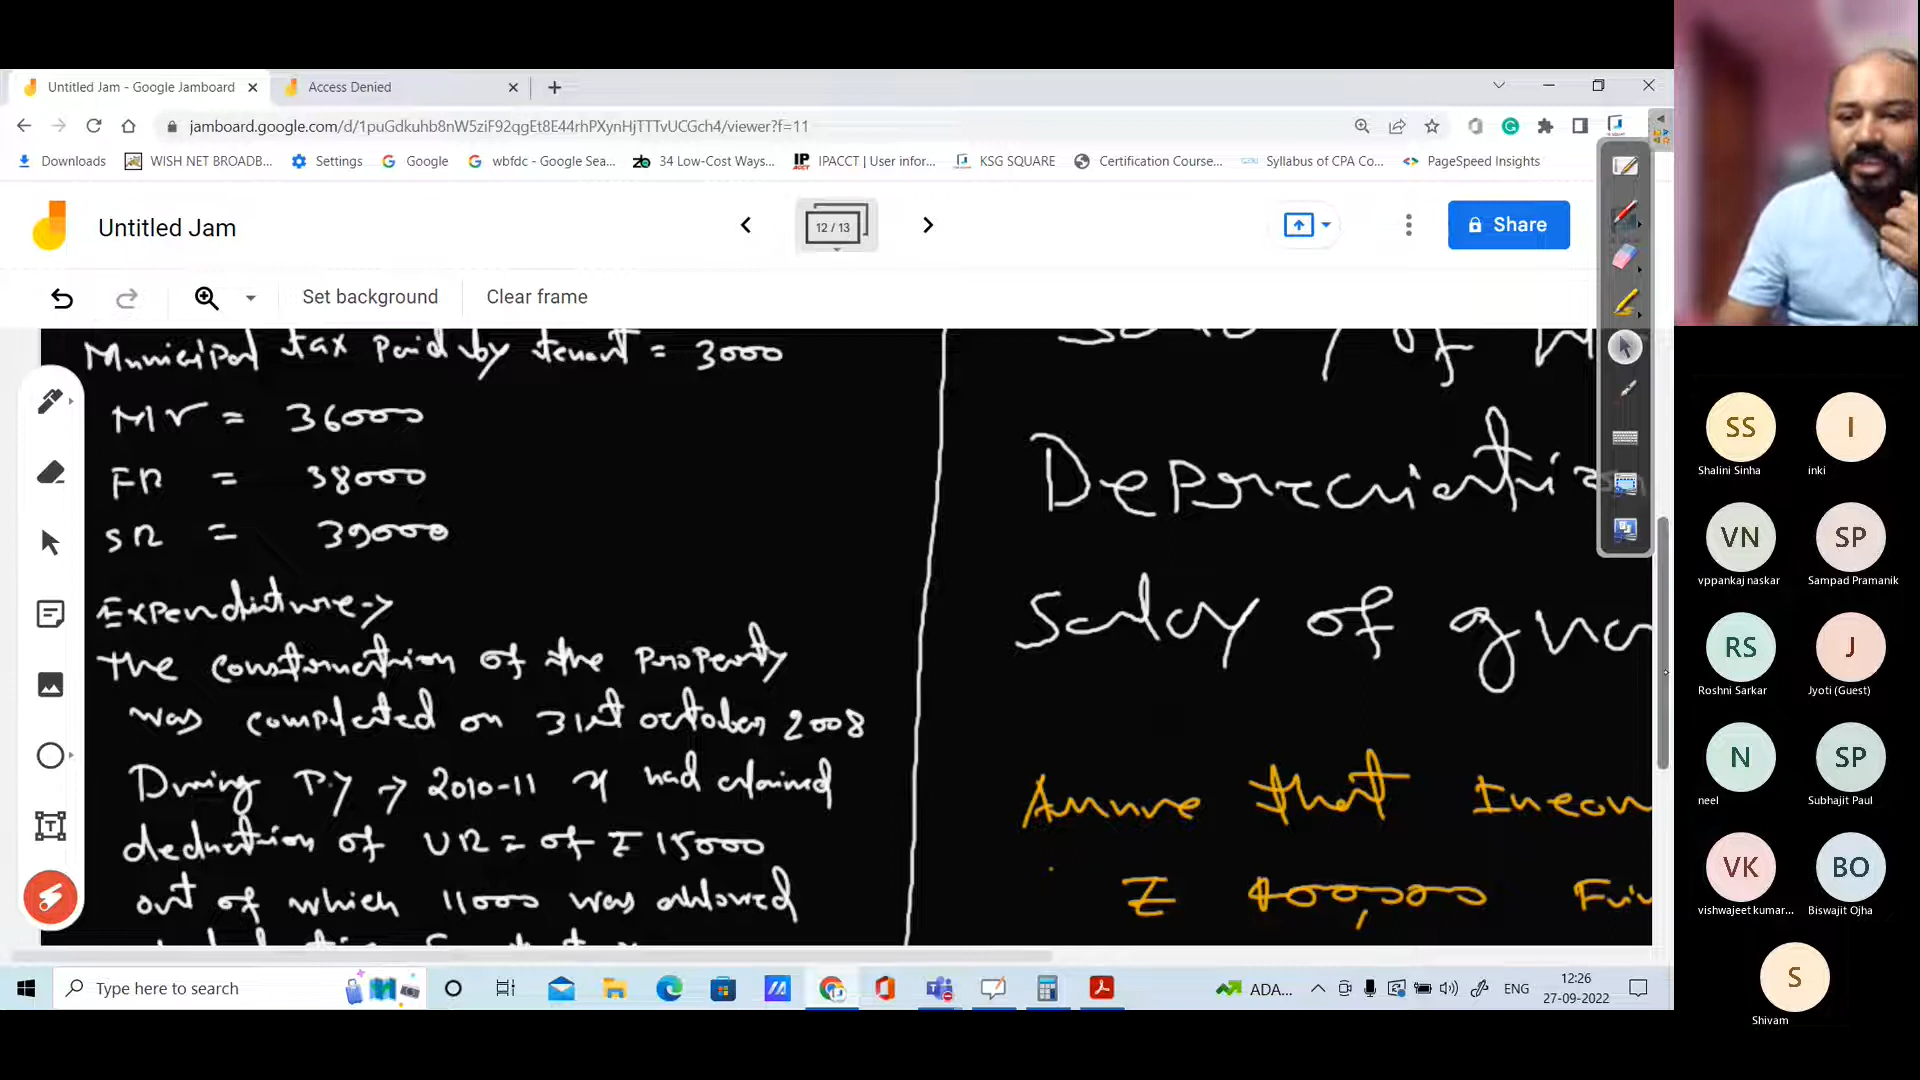 Untitled Jam - Google Jamboard
Access Denied
jamboard.google.com/d/1puGdkuhb8nW5ziF92qgEt8E44rhPXynHjTTTvUCGch4/viewer?f=11
Downloads
WISH NET BROADB...
Settings
Google
wbfdc - Google Sea...
34 Low-Cost Ways...
IPACCT | User infor...
KSG SQUARE
Certification Course...
Syllabus of CPA Co...
PageSpeed Insights
Untitled Jam
12 / 13
Share
Set background
Clear frame
Municipal tax paid by tenant = 3000
MV = 36000
FR = 38000
SR = 39000
Expenditure→
the construction of the property
was completed on 31st october 2008
During P.y → 2010-11 x had claimed
deduction of UR = of ₹ 15000
out of which 11000 was allowed
of
Depreciation
Salary of
Assume that Incom
₹ 400,000
Type here to search
ADA...
ENG
12:26
27-09-2022
SS
Shalini Sinha
I
inki
VN
vppankaj naskar
SP
Sampad Pramanik
RS
Roshni Sarkar
J
Jyoti (Guest)
N
neel
SP
Subhajit Paul
VK
vishwajeet kumar...
BO
Biswajit Ojha
S
Shivam